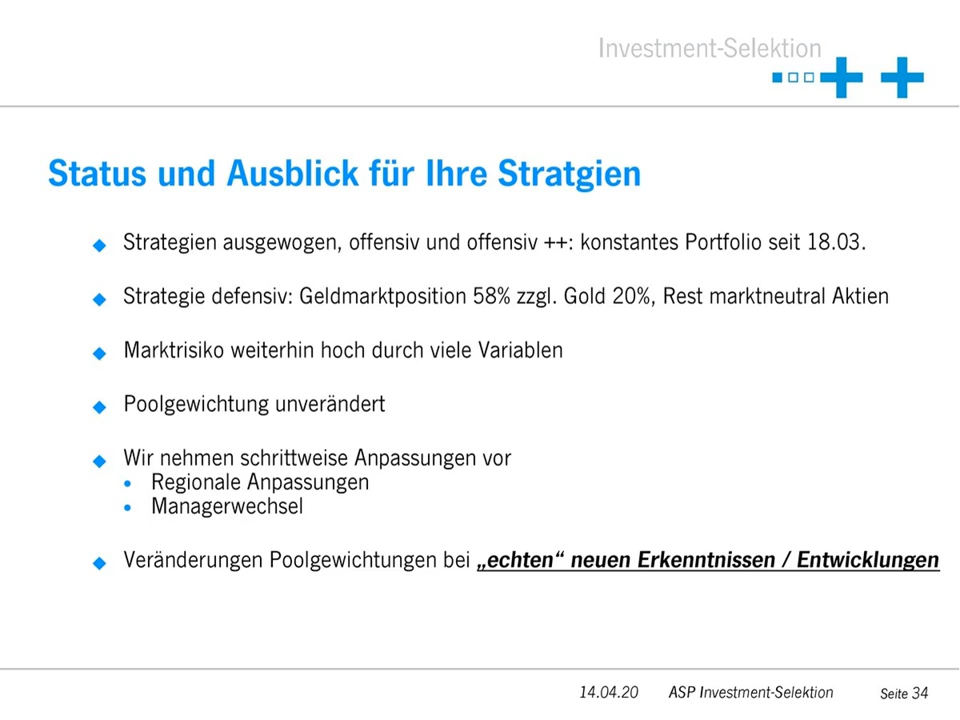 Investment-Selektion
Status und Ausblick für Ihre Stratgien
Strategien ausgewogen, offensiv und offensiv ++: konstantes Portfolio seit 18.03.
Strategie defensiv: Geldmarktposition 58% zzgl. Gold 20%, Rest marktneutral Aktien
Marktrisiko weiterhin hoch durch viele Variablen
Poolgewichtung unverändert
Wir nehmen schrittweise Anpassungen vor
Regionale Anpassungen
Managerwechsel
Veränderungen Poolgewichtungen bei „echten“ neuen Erkenntnissen / Entwicklungen
14.04.20 ASP Investment-Selektion Seite 34